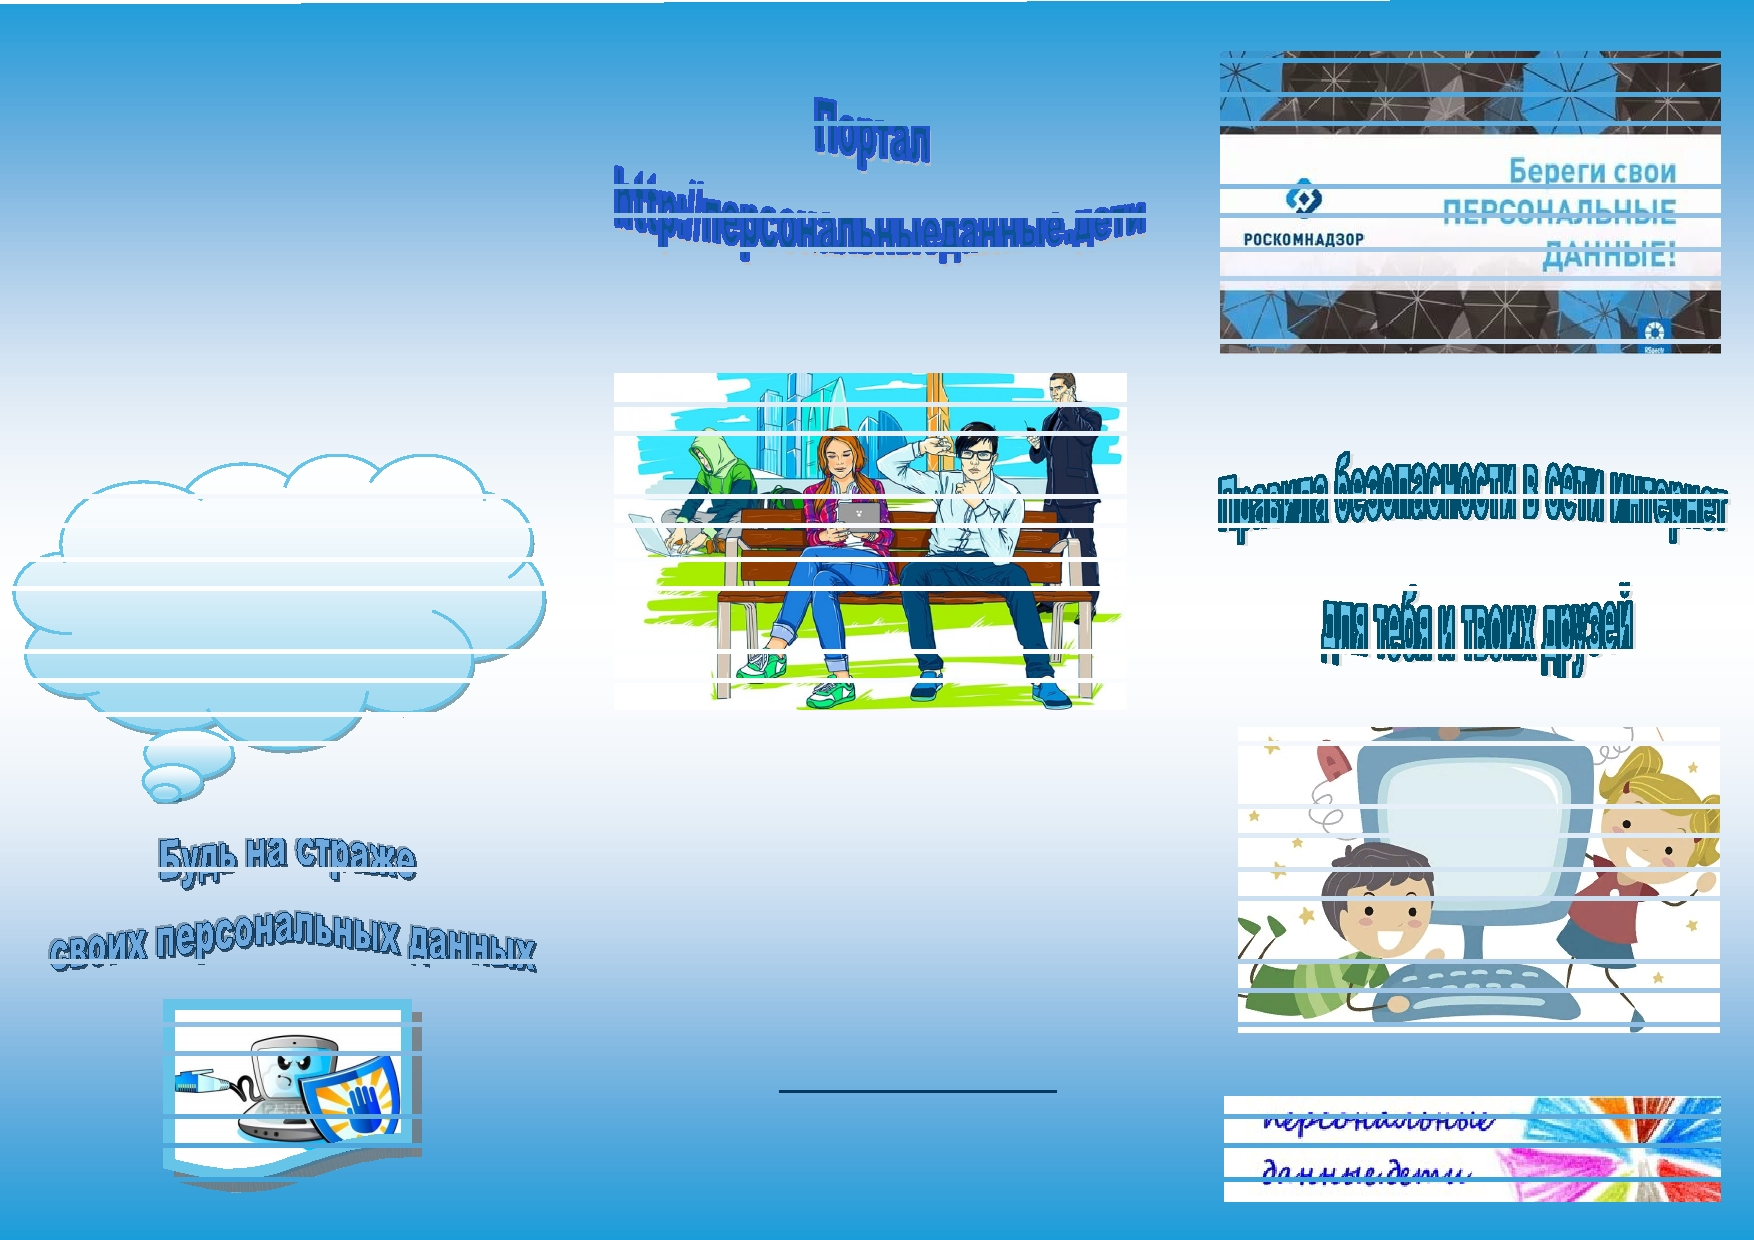 Будь на страже
своих персональных данных
Портал
http://персональныеданные.дети
Береги свои
ПЕРСОНАЛЬНЫЕ
ДАННЫЕ!
РОСКОМНАДЗОР
Правила безопасности в сети интернет
для тебя и твоих друзей
персональные
данные.дети